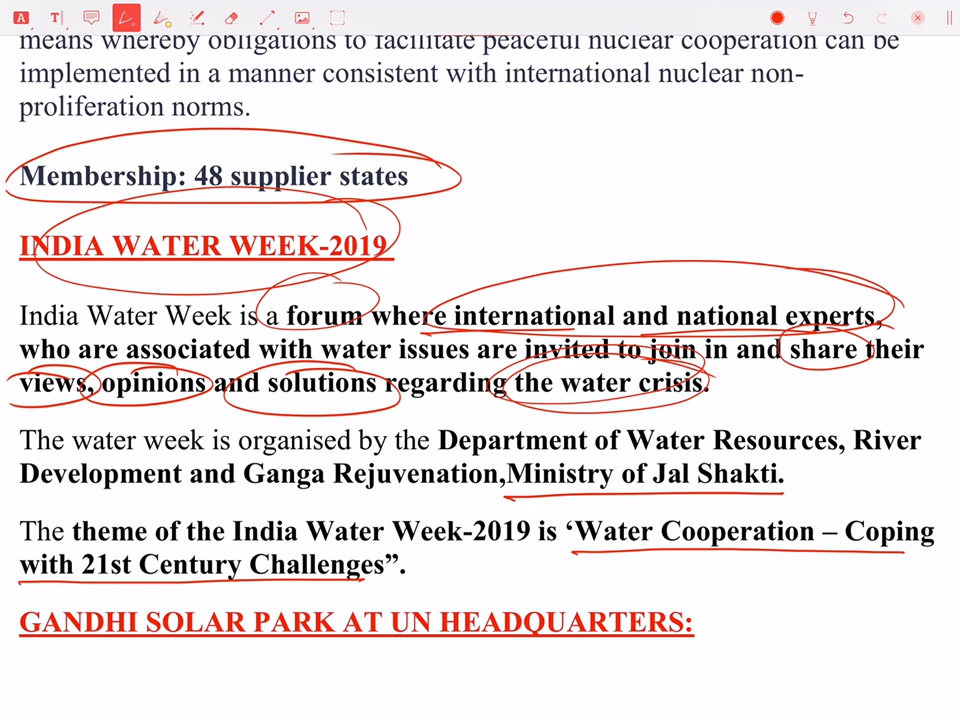 means whereby obligations to facilitate peaceful nuclear cooperation can be
implemented in a manner consistent with international nuclear non-
proliferation norms.
Membership: 48 supplier states
INDIA WATER WEEK-2019
India Water Week is a forum where international and national experts,
who are associated with water issues are invited to join in and share their
views, opinions and solutions regarding the water crisis.
The water week is organised by the Department of Water Resources, River
Development and Ganga Rejuvenation,Ministry of Jal Shakti.
The theme of the India Water Week-2019 is ‘Water Cooperation – Coping
with 21st Century Challenges”.
GANDHI SOLAR PARK AT UN HEADQUARTERS: